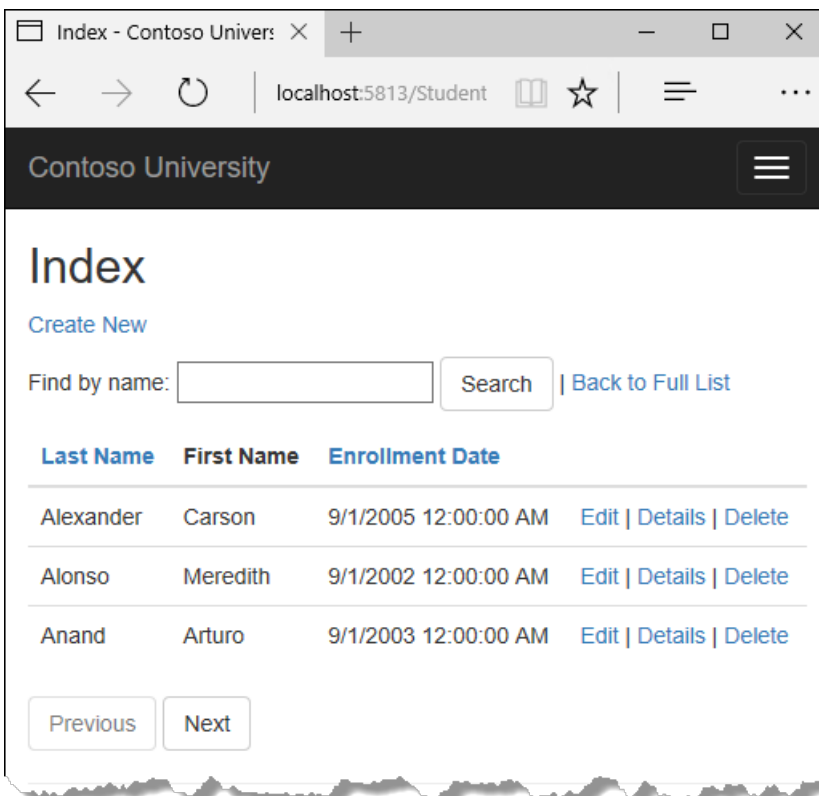 Index - Contoso Univers
localhost:5813/Student
Contoso University
Index
Create New
Find by name: Search | Back to Full List
Last Name First Name Enrollment Date
Alexander Carson 9/1/2005 12:00:00 AM Edit | Details | Delete
Alonso Meredith 9/1/2002 12:00:00 AM Edit | Details | Delete
Anand Arturo 9/1/2003 12:00:00 AM Edit | Details | Delete
Previous Next